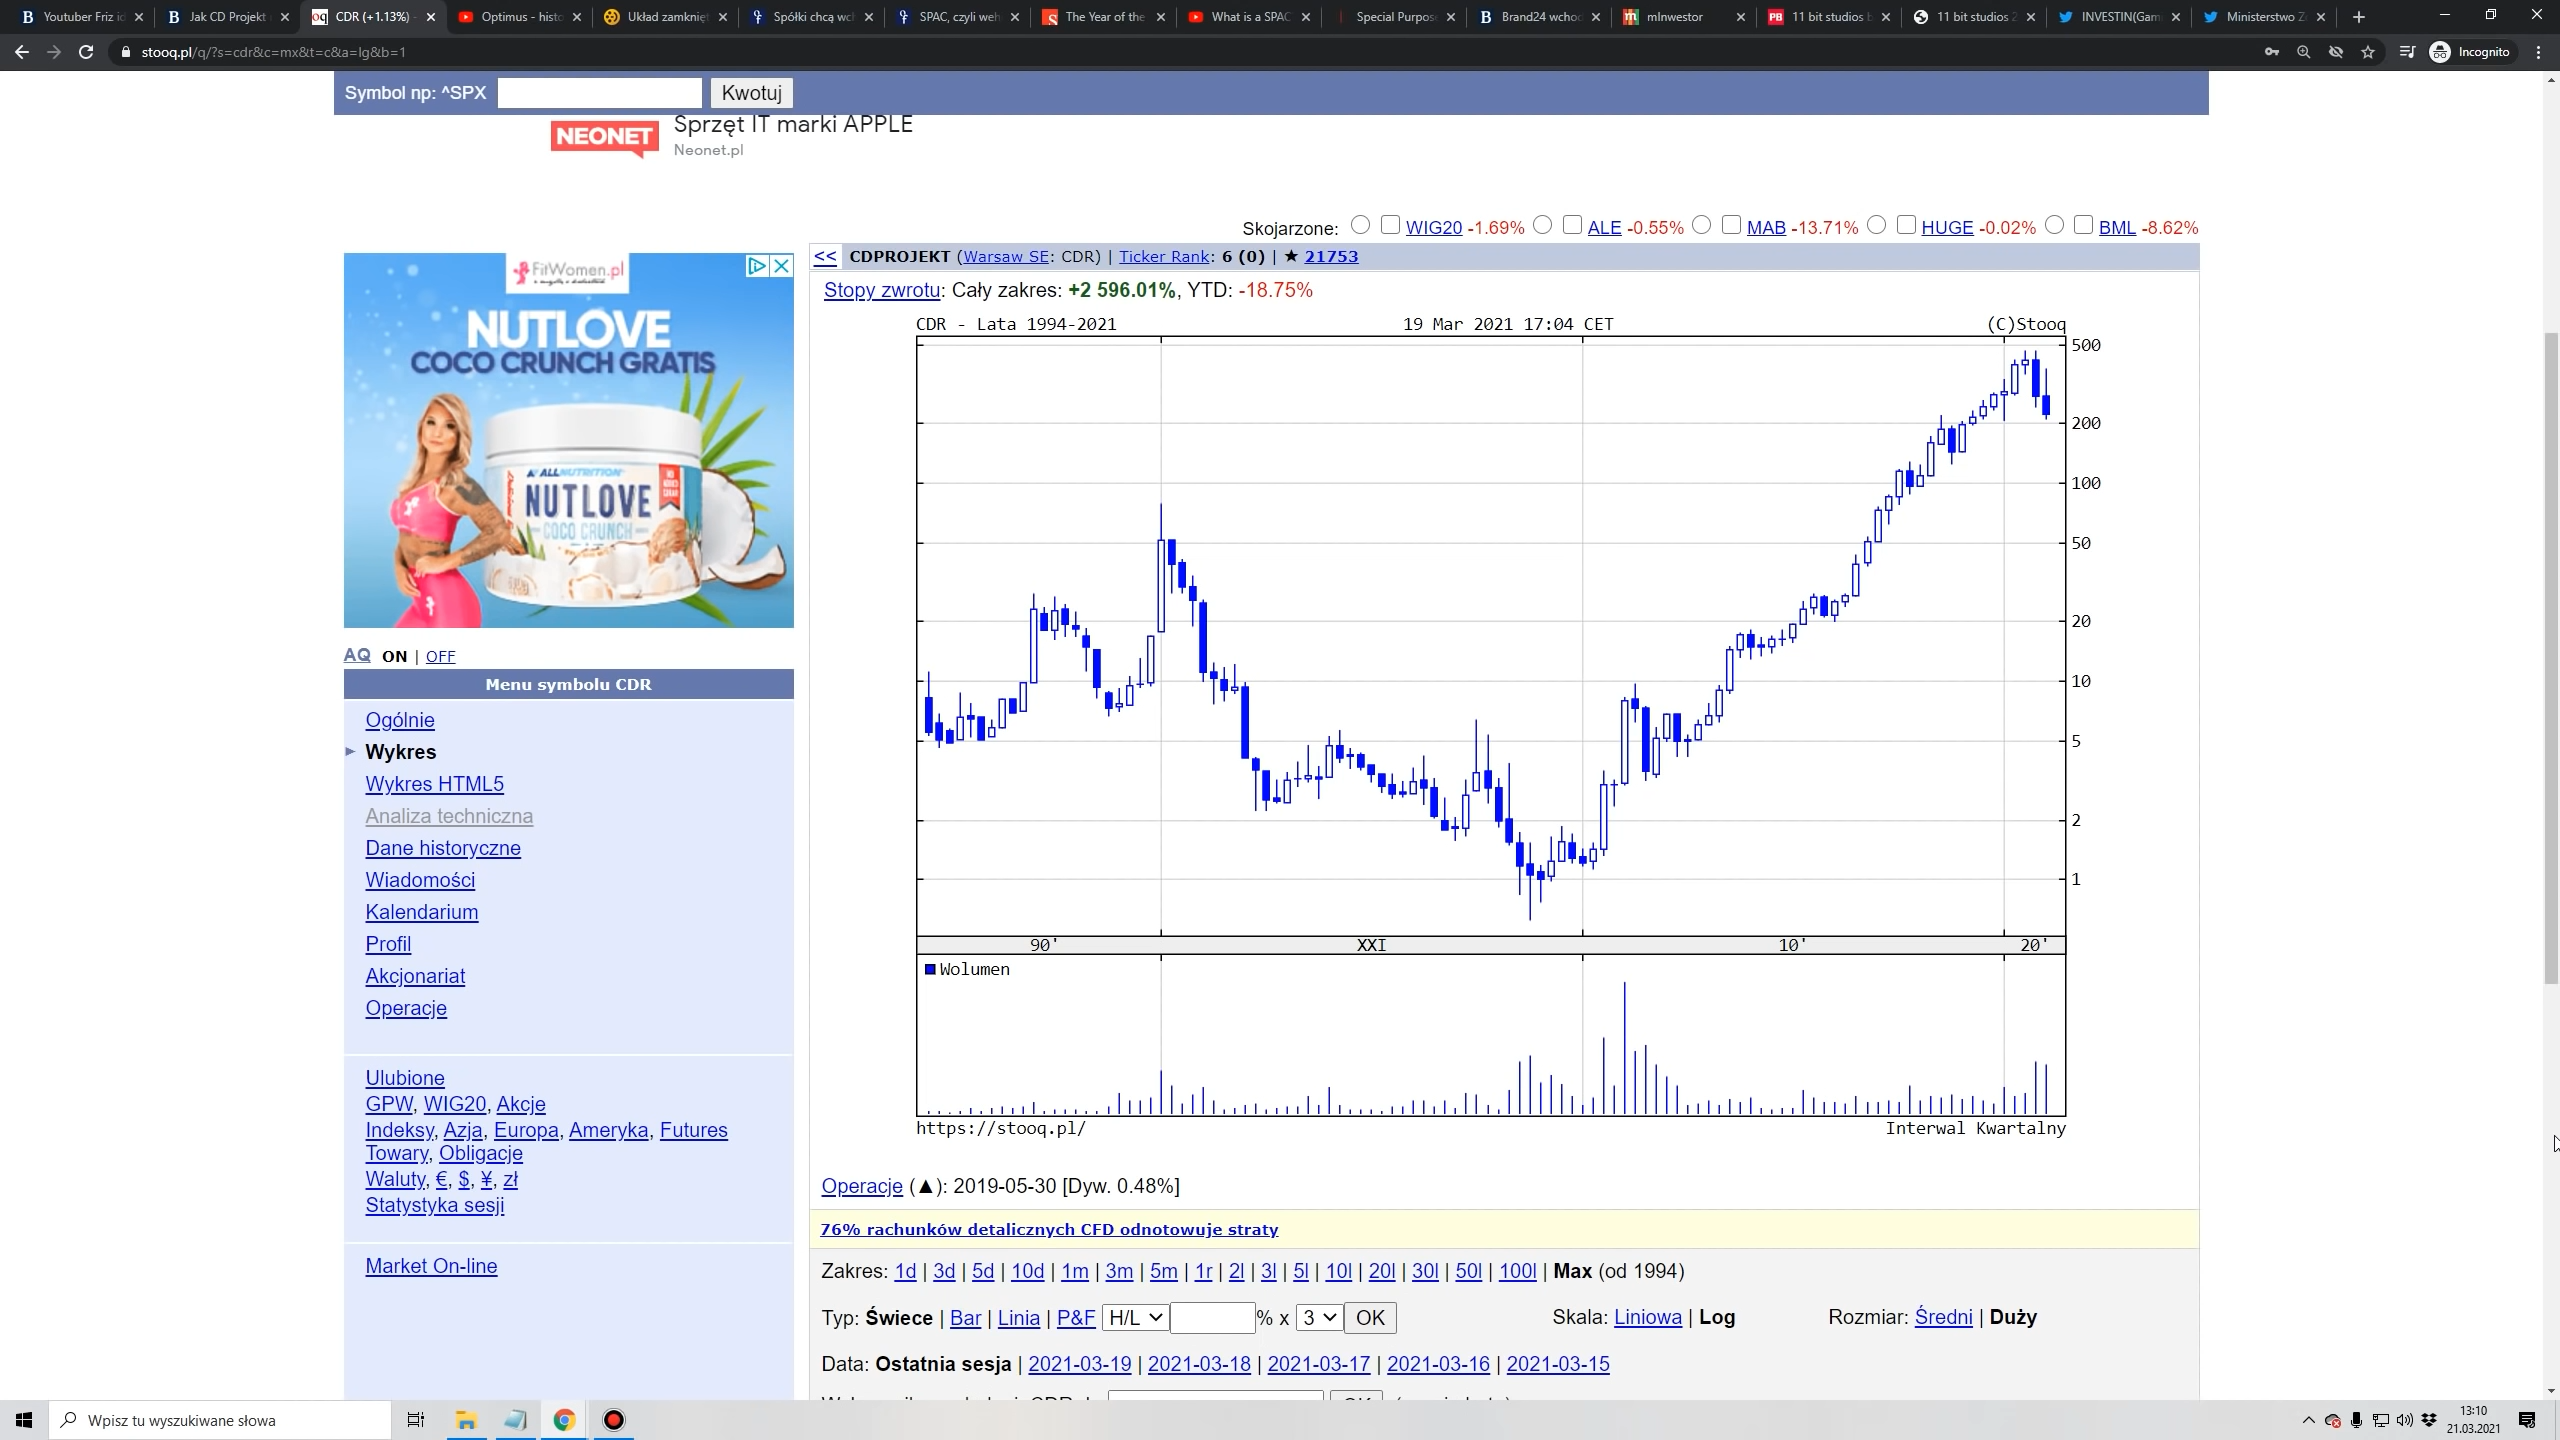 Youtuber Friz i
Jak CD Projekt
CDR (+1.13%)
Optimus - hist
Układ zamknię
Spółki chcą wc
SPAC, czyli we
The Year of the
What is a SPAC
Special Purpos
Brand24 wcho
mInwestor
11 bit studios
11 bit studios
INVESTIN(Gam
Ministerstwo
stooq.pl/q/?s=cdr&c=mx&t=c&a=lg&b=1
Incognito
Symbol np: ^SPX
Kwotuj
NEONET
Sprzęt IT marki APPLE
Neonet.pl
Skojarzone: WIG20 -1.69% ALE -0.55% MAB -13.71% HUGE -0.02% BML -8.62%
<< CDPROJEKT (Warsaw SE: CDR) | Ticker Rank: 6 (0) | ★ 21753
Stopy zwrotu: Cały zakres: +2 596.01%, YTD: -18.75%
FitWomen.pl
NUTLOVE
COCO CRUNCH GRATIS
ALLNUTRITION
NUTLOVE
COCO CRUNCH
CDR - Lata 1994-2021
19 Mar 2021 17:04 CET
(C)Stooq
500
200
100
50
20
10
5
2
1
90' XXI 10' 20'
Wolumen
https://stooq.pl/
Interwal Kwartalny
AQ ON | OFF
Menu symbolu CDR
Ogólnie
Wykres
Wykres HTML5
Analiza techniczna
Dane historyczne
Wiadomości
Kalendarium
Profil
Akcjonariat
Operacje
Ulubione
GPW, WIG20, Akcje
Indeksy, Azja, Europa, Ameryka, Futures
Towary, Obligacje
Waluty, €, $, ¥, zł
Statystyka sesji
Market On-line
Operacje (▲): 2019-05-30 [Dyw. 0.48%]
76% rachunków detalicznych CFD odnotowuje straty
Zakres: 1d | 3d | 5d | 10d | 1m | 3m | 5m | 1r | 2l | 3l | 5l | 10l | 20l | 30l | 50l | 100l | Max (od 1994)
Typ: Świece | Bar | Linia | P&F H/L % x 3 OK
Skala: Liniowa | Log
Rozmiar: Średni | Duży
Data: Ostatnia sesja | 2021-03-19 | 2021-03-18 | 2021-03-17 | 2021-03-16 | 2021-03-15
Wpisz tu wyszukiwane słowa
13:10
21.03.2021